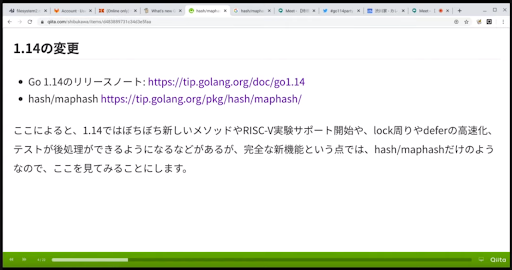 qiita.com/shibukawa/items/
1.14の変更
Go 1.14のリリースノート: https://tip.golang.org/doc/go1.14
hash/maphash https://tip.golang.org/pkg/hash/maphash/
ここによると、1.14ではぼちぼち新しいメソッドやRISC-V実験サポート開始や、lock周りやdeferの高速化、
テストが後処理ができるようになるなどがあるが、完全な新機能という点では、hash/maphashだけのよう
なので、ここを見てみることにします。
Qiita